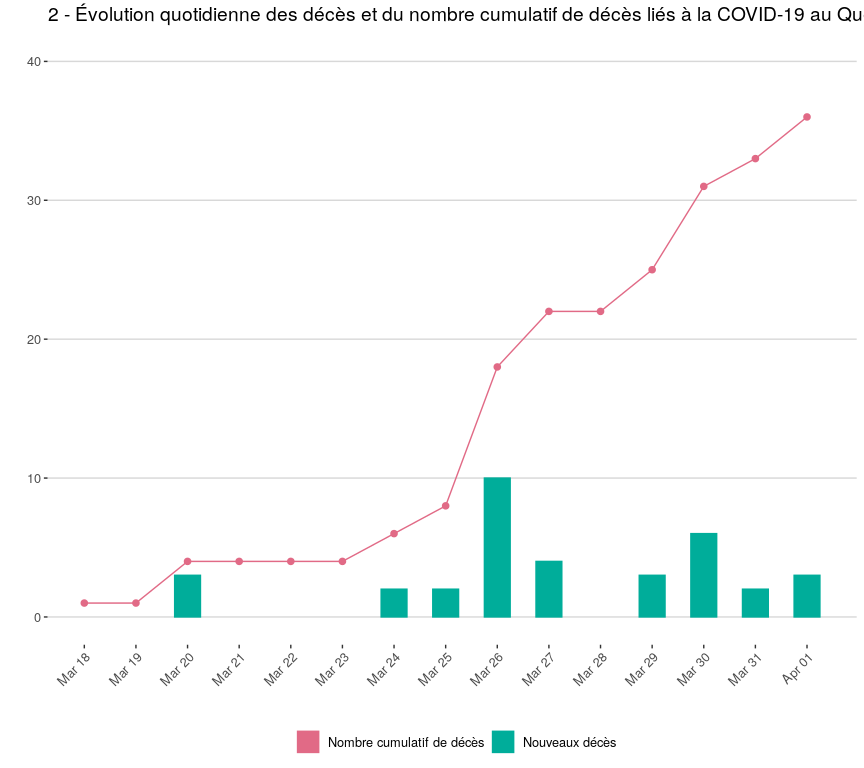 2 - Évolution quotidienne des décès et du nombre cumulatif de décès liés à la COVID-19 au Qu
40
30
20
10
0
Mar 18
Mar 19
Mar 20
Mar 21
Mar 22
Mar 23
Mar 24
Mar 25
Mar 26
Mar 27
Mar 28
Mar 29
Mar 30
Mar 31
Apr 01
Nombre cumulatif de décès
Nouveaux décès